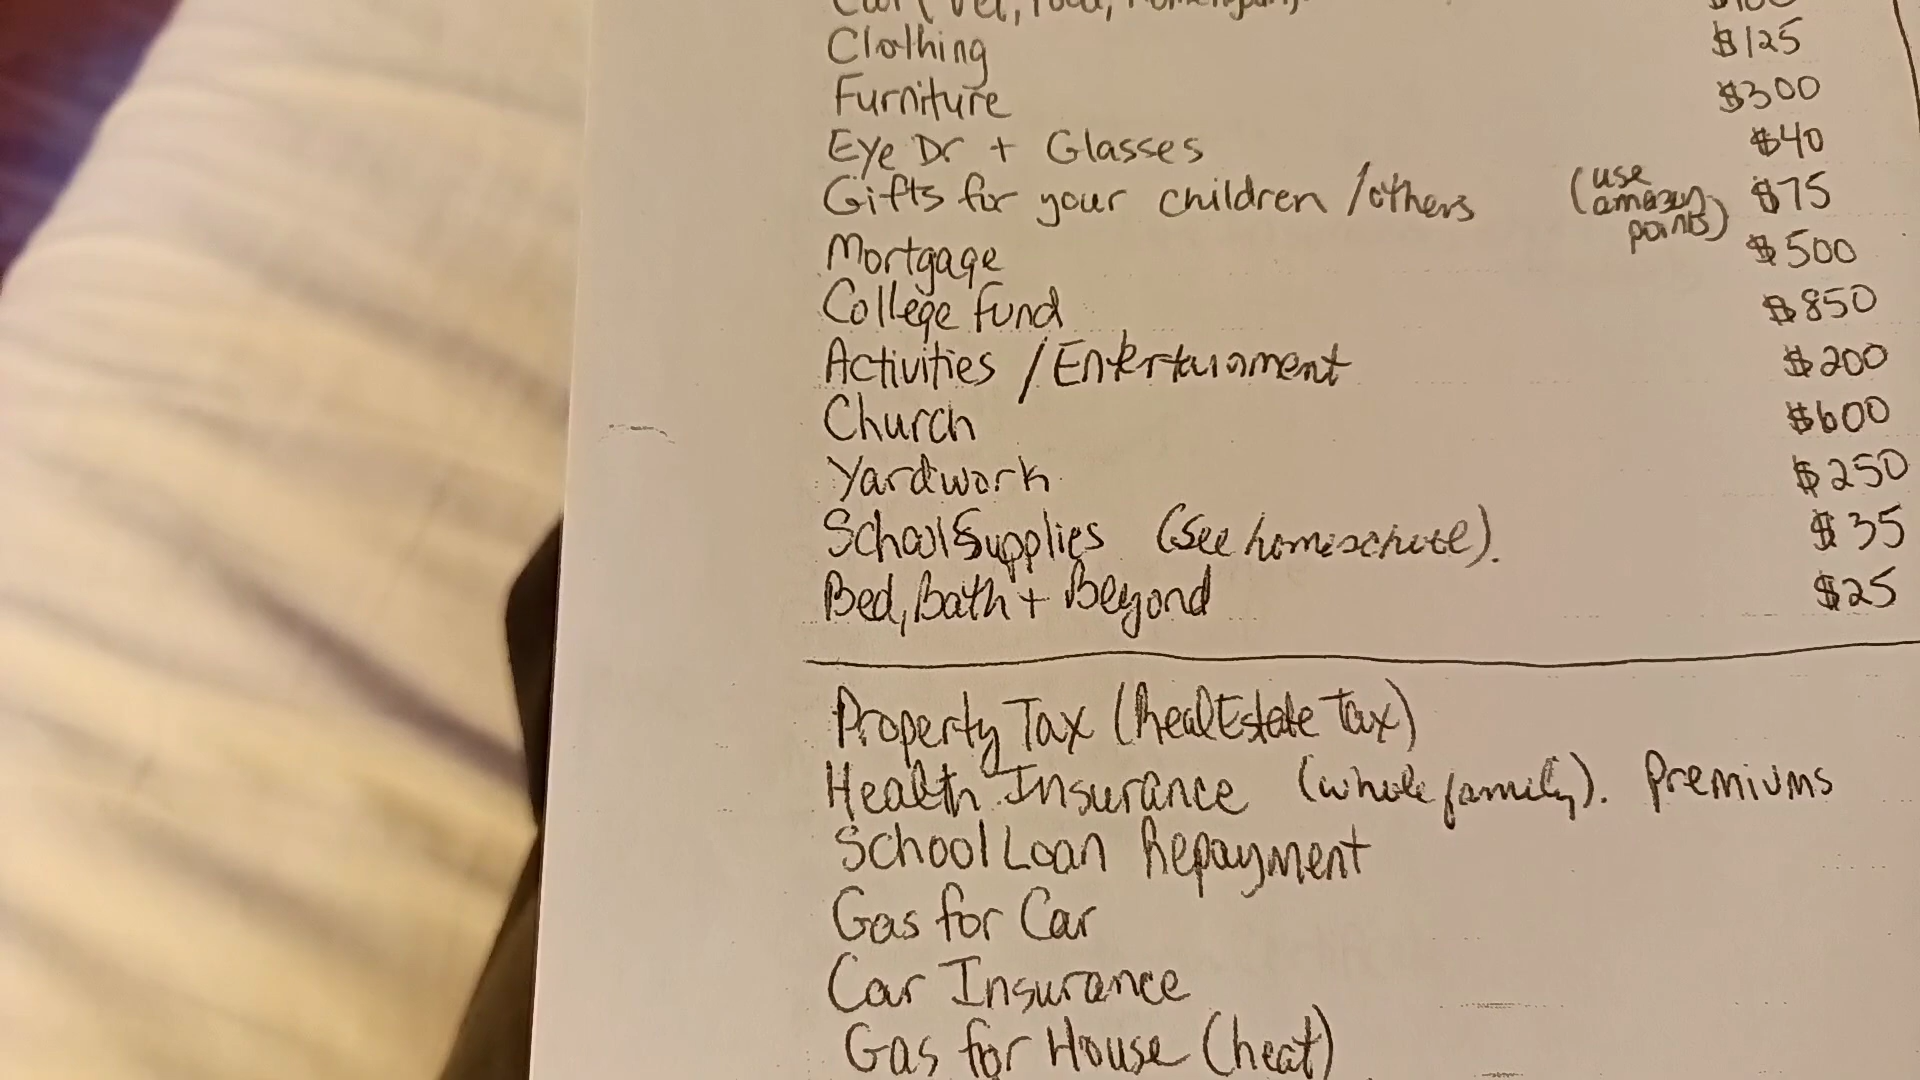 Clothing $125
Furniture $300
Eye Dr + Glasses $40
Gifts for your children /others (use amazon points) $75
Mortgage $500
College Fund $850
Activities /Entertainment $200
Church $600
Yardwork $250
School Supplies (See homeschool). $35
Bed, Bath + Beyond $25
Property Tax (Real Estate Tax)
Health Insurance (whole family). Premiums
School Loan Repayment
Gas for Car
Car Insurance
Gas for House (heat)